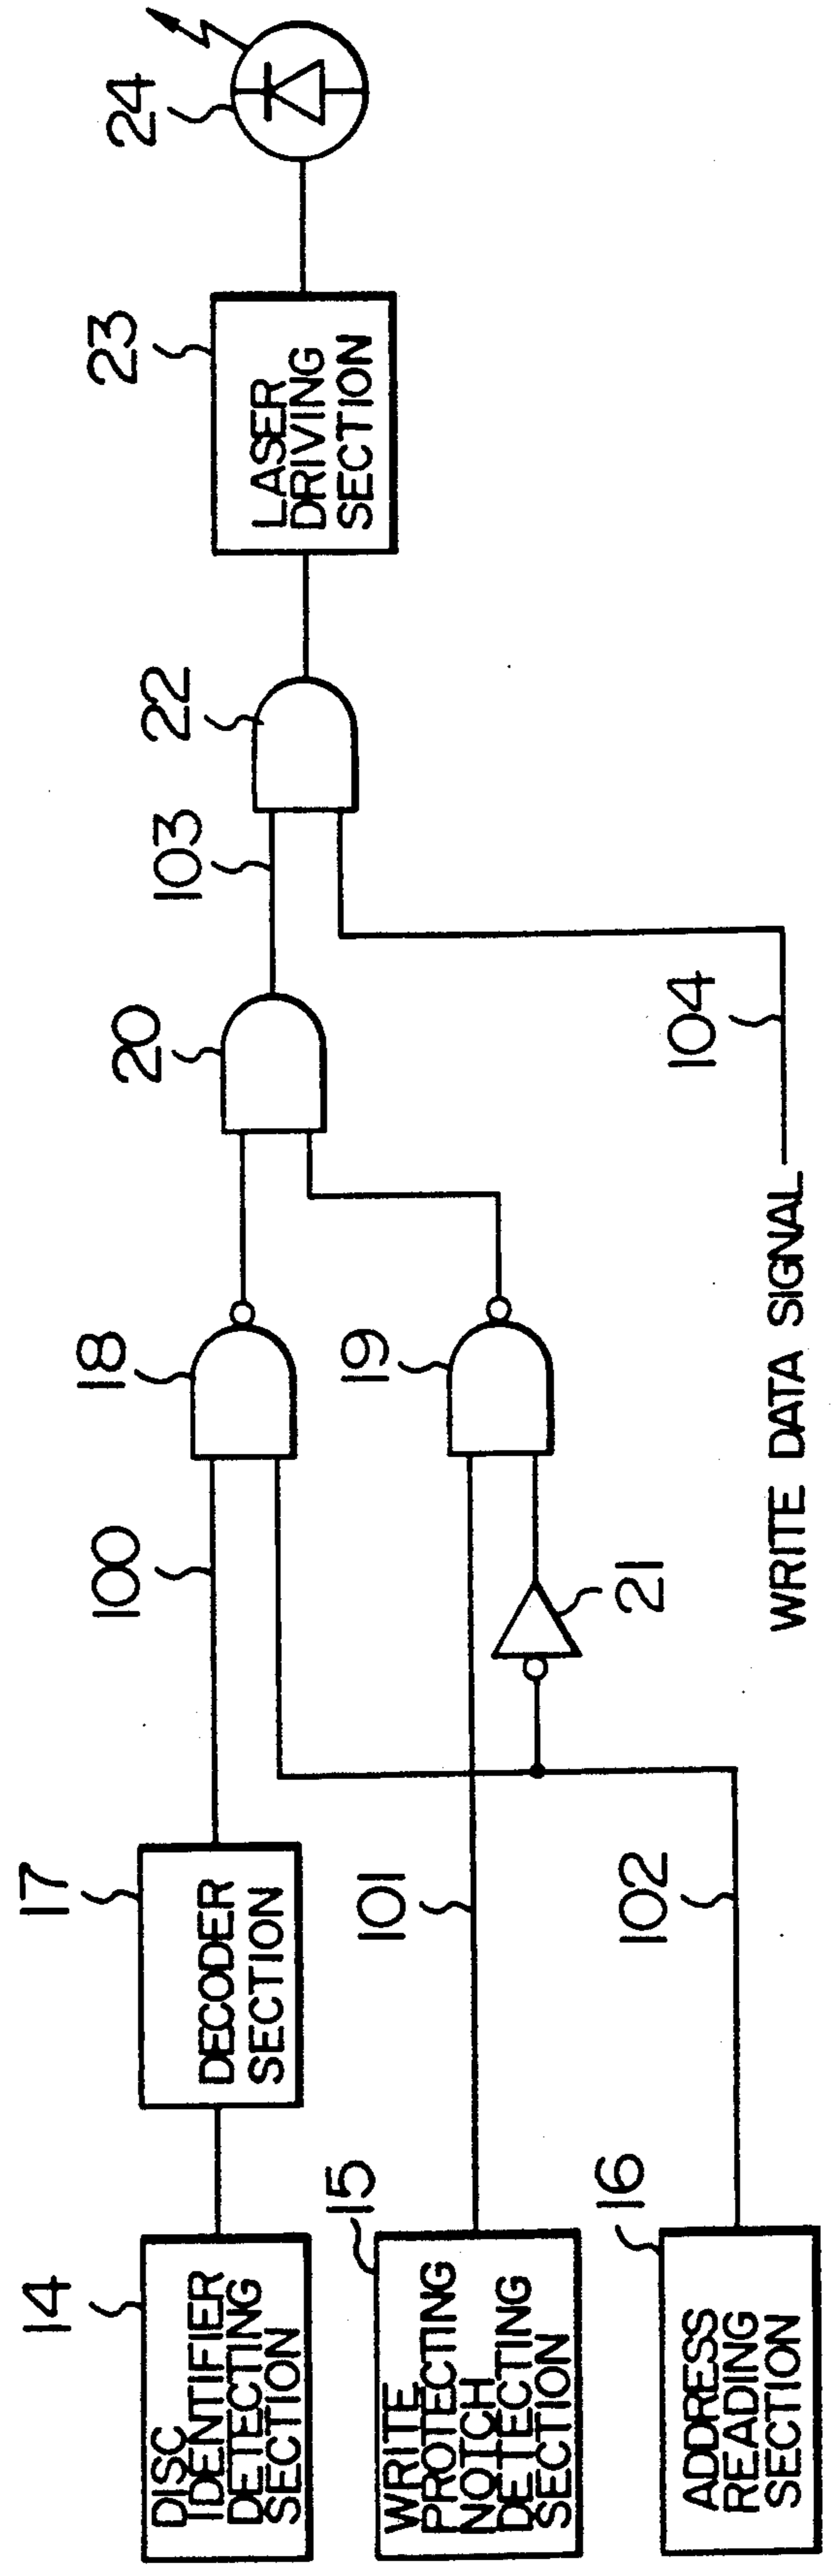 14
DISC
IDENTIFIER
DETECTING
SECTION
17
DECODER
SECTION
100
18
20
103
22
23
LASER
DRIVING
SECTION
24
15
WRITE
PROTECTING
NOTCH
DETECTING
SECTION
101
19
21
16
ADDRESS
READING
SECTION
102
104
WRITE DATA SIGNAL